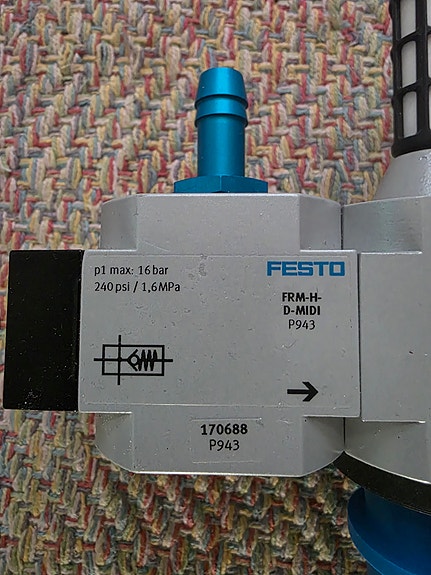 p1 max: 16 bar
240 psi / 1,6MPa
FESTO
FRM-H-
D-MIDI
P943
170688
P943